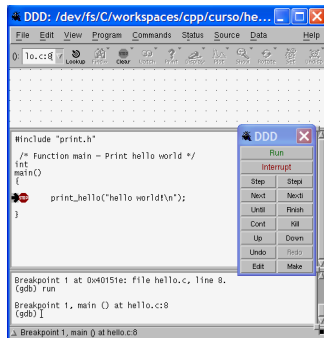 DDD: /dev/fs/C/workspaces/cpp/curso/he...
File Edit View Program Commands Status Source Data Help
lo.c:8 Lookup Clear
#include "print.h"
/* Function main – Print hello world */
int
main()
{
print_hello("hello world!\n");
}
DDD
Run
Interrupt
Step Stepi
Next Nexti
Until Finish
Cont Kill
Up Down
Undo Redo
Edit Make
Breakpoint 1 at 0x40151e: file hello.c, line 8.
(gdb) run
Breakpoint 1, main () at hello.c:8
(gdb)
Breakpoint 1, main () at hello.c:8